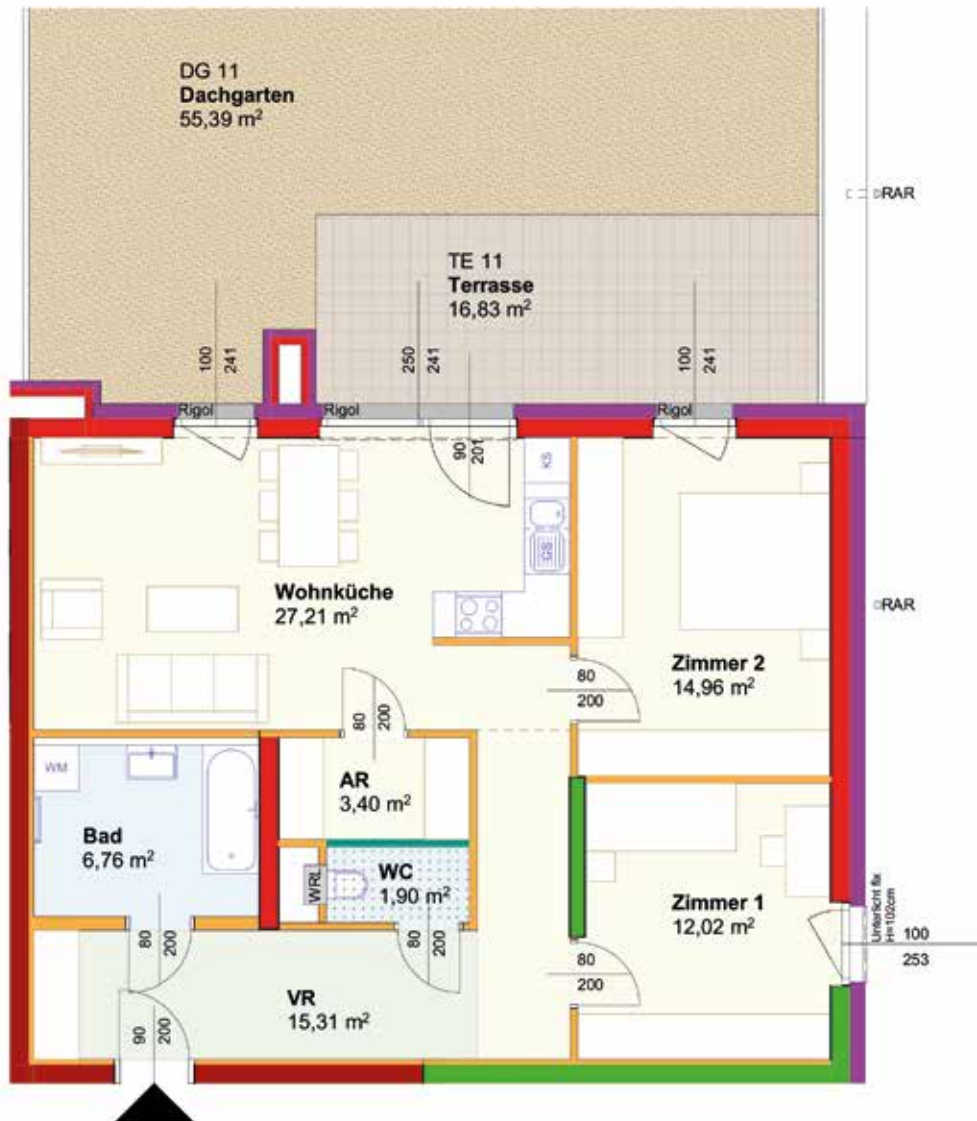 DG 11
Dachgarten
55,39 m²
RAR
TE 11
Terrasse
16,83 m²
100
241
250
241
100
241
Rigol
Rigol
Rigol
90
201
KS
GS
Wohnküche
27,21 m²
RAR
Zimmer 2
14,96 m²
80
200
80
200
WM
AR
3,40 m²
Bad
6,76 m²
WC
1,90 m²
WRL
Zimmer 1
12,02 m²
Unterlicht fix
H=102cm
100
253
80
200
80
200
80
200
VR
15,31 m²
90
200